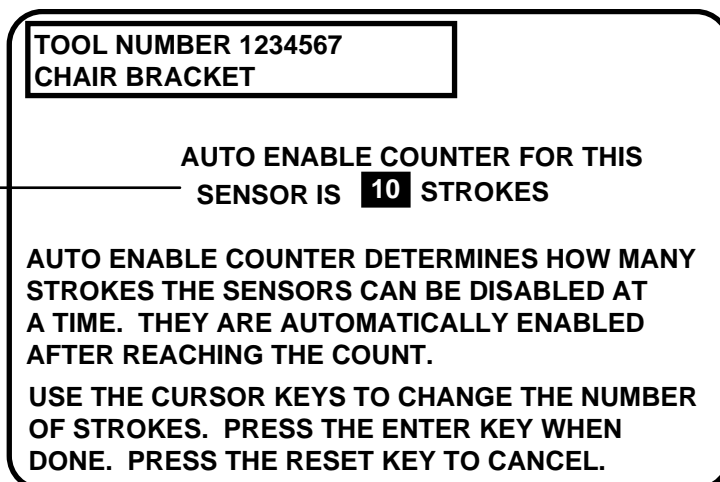 TOOL NUMBER 1234567
CHAIR BRACKET
AUTO ENABLE COUNTER FOR THIS
SENSOR IS 10 STROKES
AUTO ENABLE COUNTER DETERMINES HOW MANY
STROKES THE SENSORS CAN BE DISABLED AT
A TIME. THEY ARE AUTOMATICALLY ENABLED
AFTER REACHING THE COUNT.
USE THE CURSOR KEYS TO CHANGE THE NUMBER
OF STROKES. PRESS THE ENTER KEY WHEN
DONE. PRESS THE RESET KEY TO CANCEL.